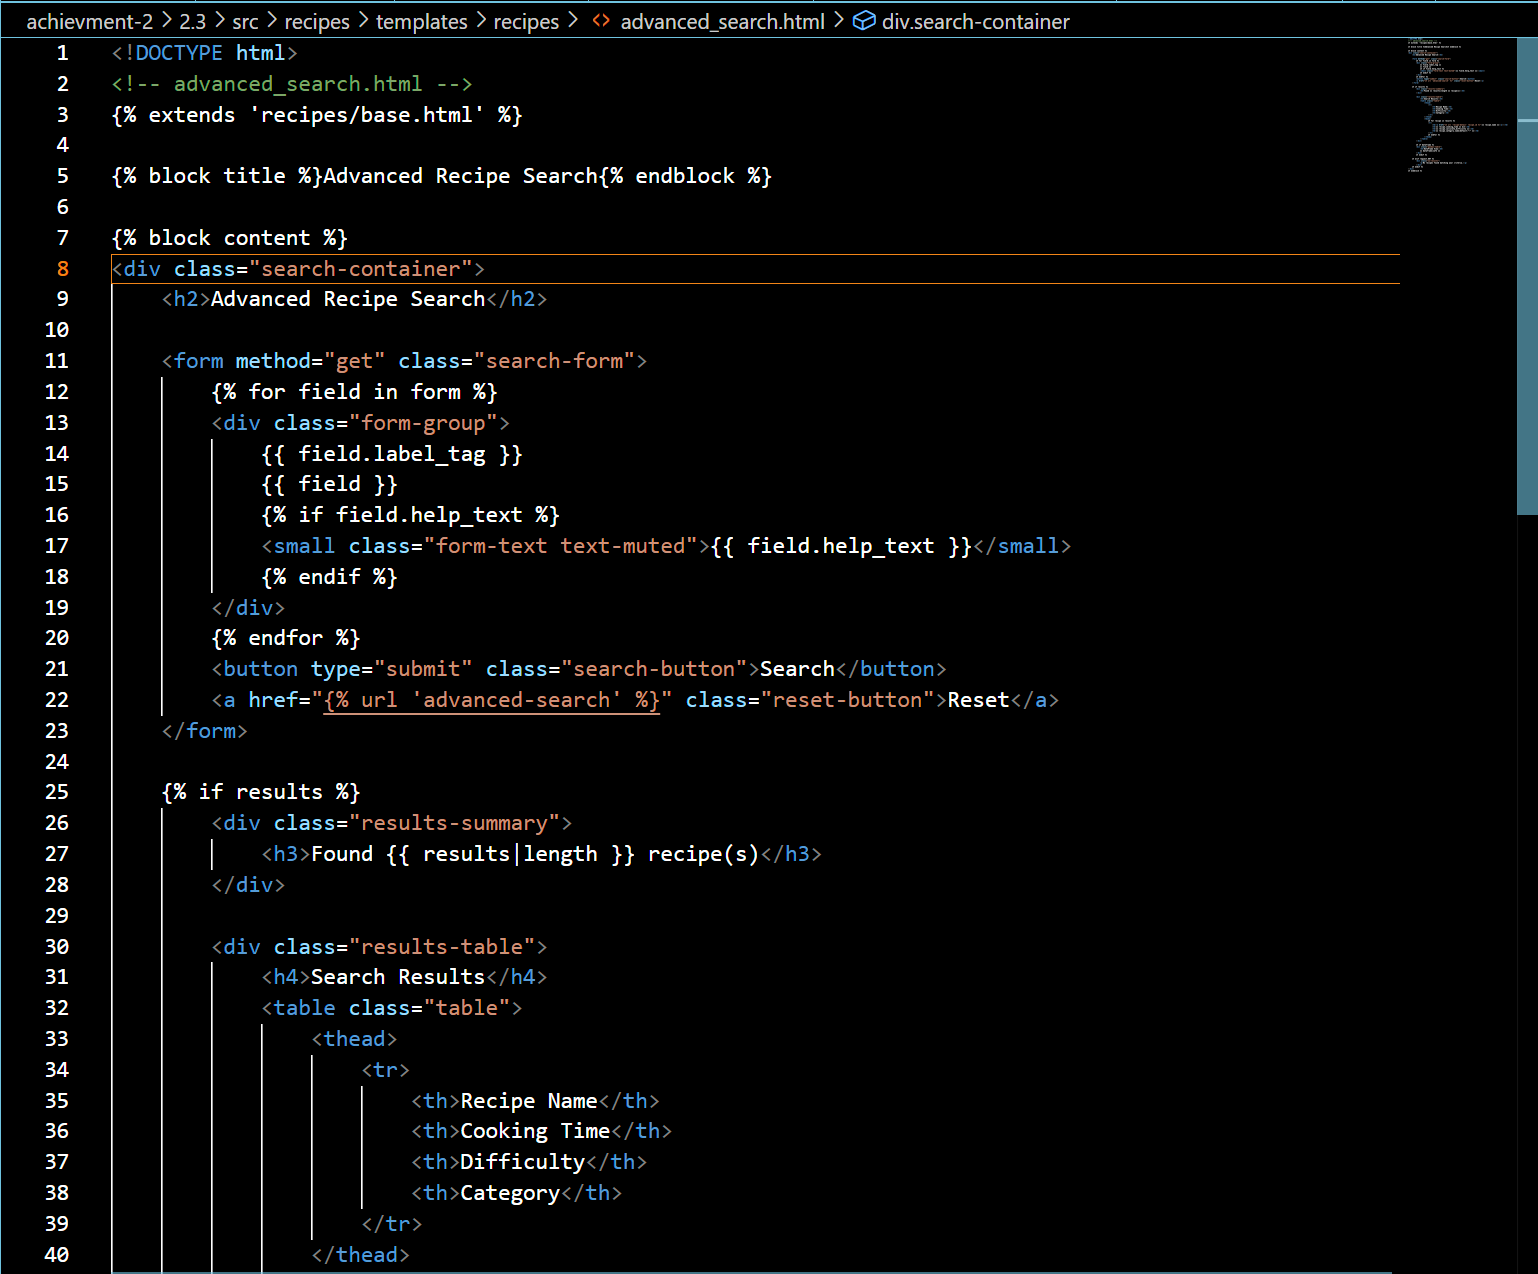 achievment-2 > 2.3 > src > recipes > templates > recipes > <> advanced_search.html > div.search-container
1 <!DOCTYPE html>
2 <!-- advanced_search.html -->
3 {% extends 'recipes/base.html' %}
4
5 {% block title %}Advanced Recipe Search{% endblock %}
6
7 {% block content %}
8 <div class="search-container">
9     <h2>Advanced Recipe Search</h2>
10
11     <form method="get" class="search-form">
12         {% for field in form %}
13         <div class="form-group">
14             {{ field.label_tag }}
15             {{ field }}
16             {% if field.help_text %}
17             <small class="form-text text-muted">{{ field.help_text }}</small>
18             {% endif %}
19         </div>
20         {% endfor %}
21         <button type="submit" class="search-button">Search</button>
22         <a href="{% url 'advanced-search' %}" class="reset-button">Reset</a>
23     </form>
24
25     {% if results %}
26         <div class="results-summary">
27             <h3>Found {{ results|length }} recipe(s)</h3>
28         </div>
29
30         <div class="results-table">
31             <h4>Search Results</h4>
32             <table class="table">
33                 <thead>
34                     <tr>
35                         <th>Recipe Name</th>
36                         <th>Cooking Time</th>
37                         <th>Difficulty</th>
38                         <th>Category</th>
39                     </tr>
40                 </thead>